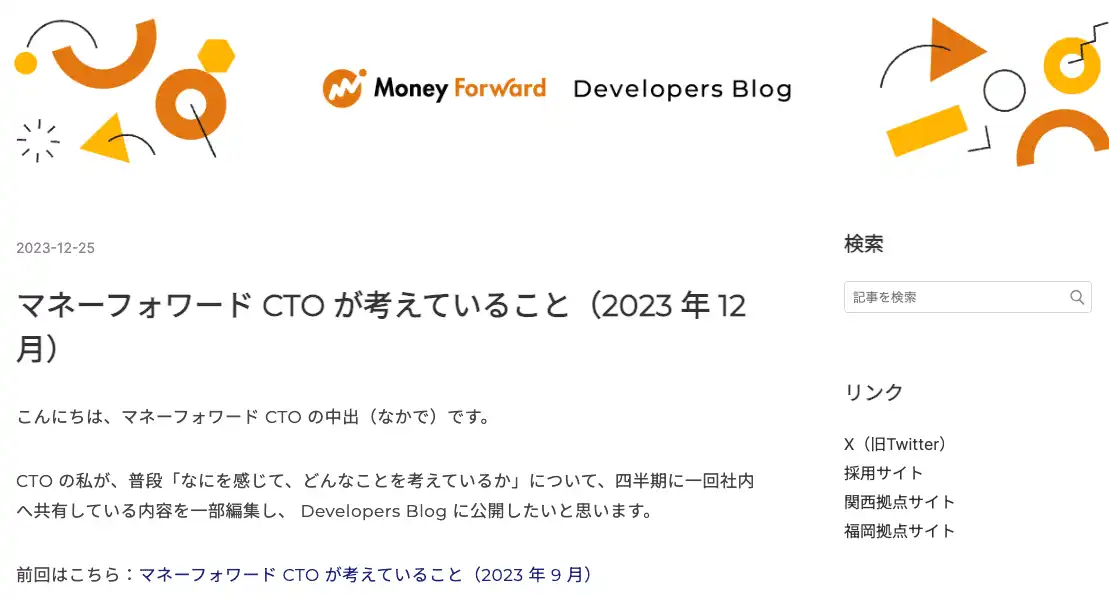 Money Forward Developers Blog
2023-12-25
マネーフォワード CTO が考えていること（2023 年 12
月）
こんにちは、マネーフォワード CTO の中出（なかで）です。
CTO の私が、普段「なにを感じて、どんなことを考えているか」について、四半期に一回社内
へ共有している内容を一部編集し、 Developers Blog に公開したいと思います。
前回はこちら：マネーフォワード CTO が考えていること（2023 年 9 月）
検索
記事を検索
リンク
X（旧Twitter）
採用サイト
関西拠点サイト
福岡拠点サイト